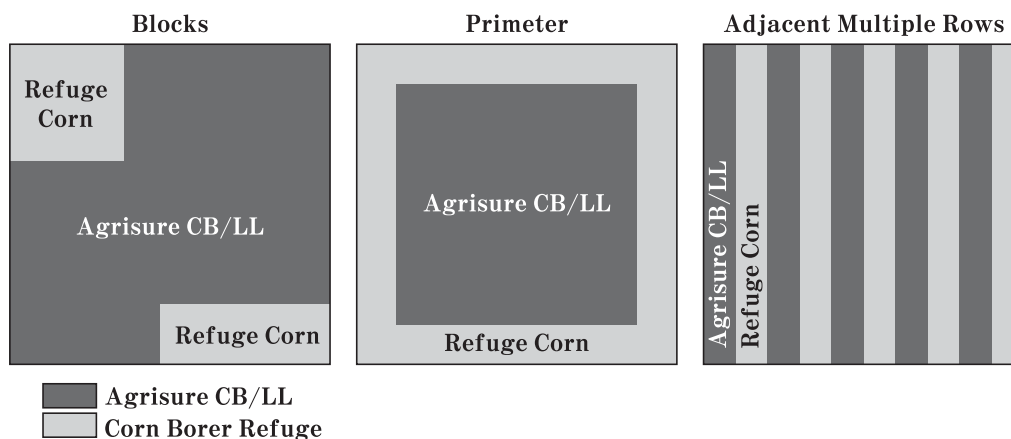 Blocks
Refuge
Corn
Agrisure CB/LL
Refuge Corn
Primeter
Agrisure CB/LL
Refuge Corn
Adjacent Multiple Rows
Agrisure CB/LL
Refuge Corn
Agrisure CB/LL
Corn Borer Refuge